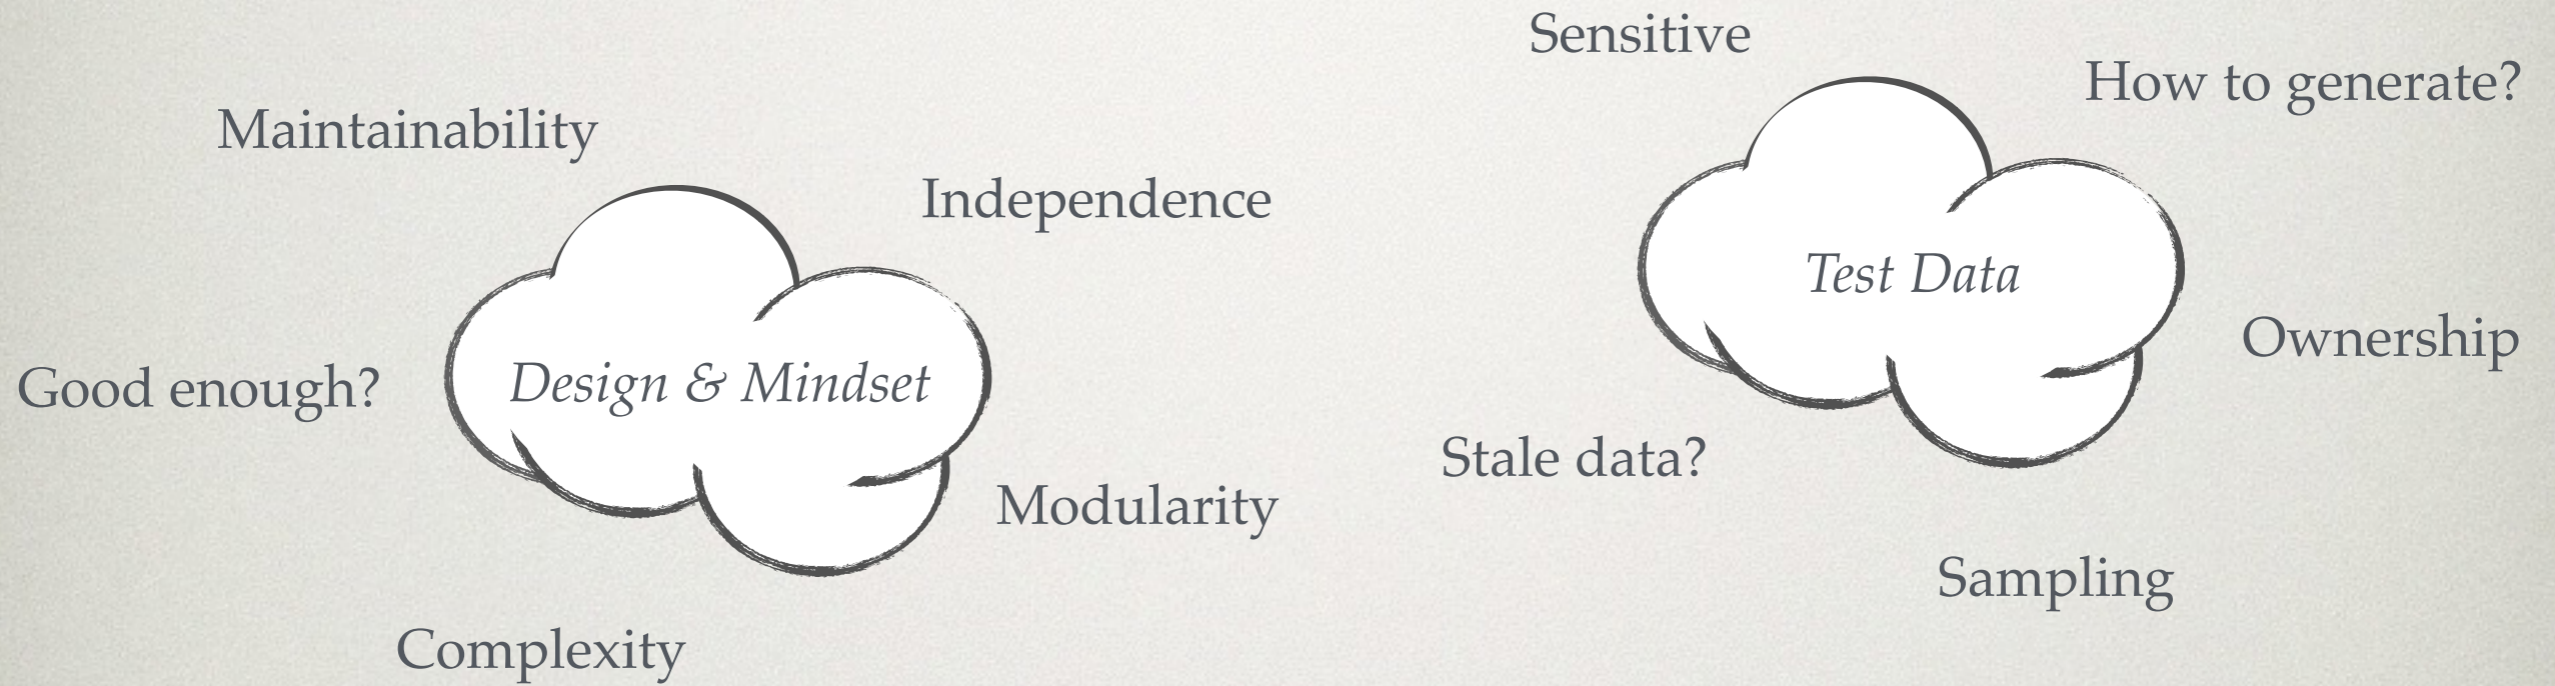 Maintainability
Independence
Good enough?
Design & Mindset
Modularity
Complexity
Sensitive
How to generate?
Test Data
Ownership
Stale data?
Sampling